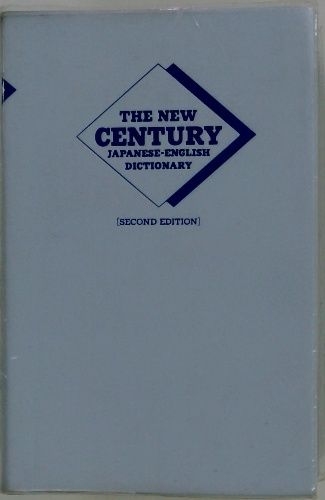 THE NEW
CENTURY
JAPANESE-ENGLISH
DICTIONARY
[SECOND EDITION]